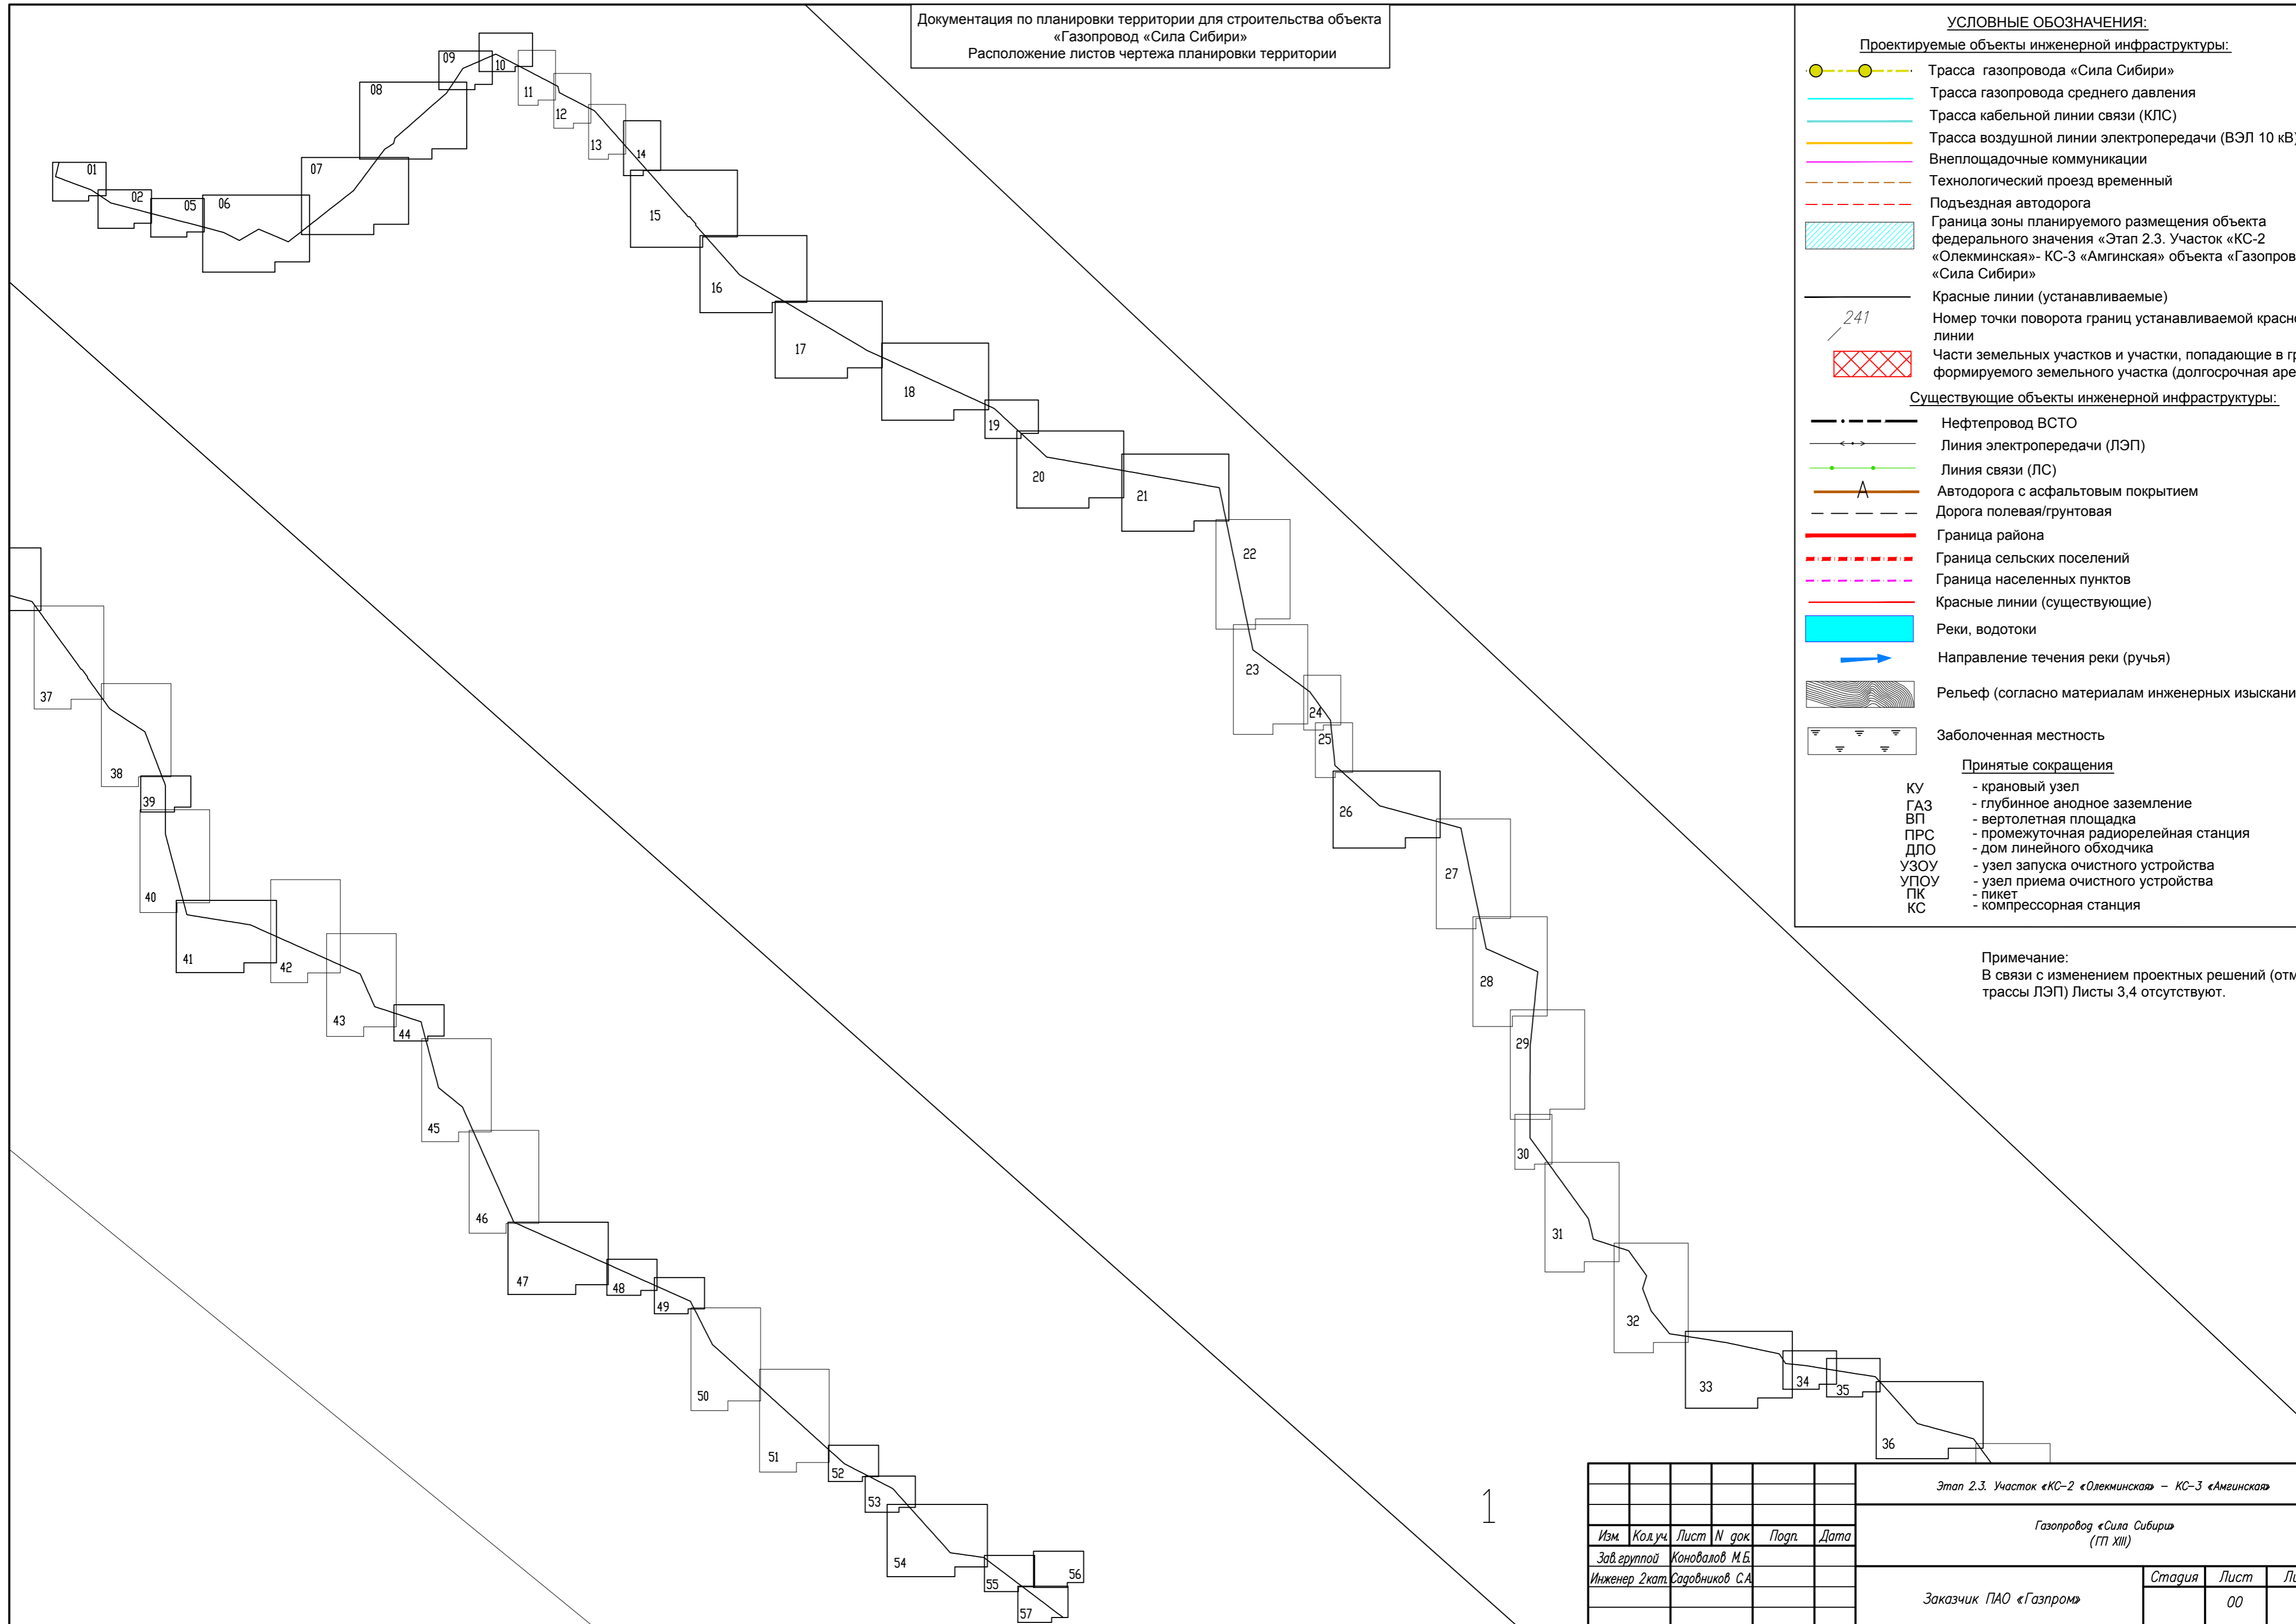 Документация по планировки территории для строительства объекта
«Газопровод «Сила Сибири»
Расположение листов чертежа планировки территории
УСЛОВНЫЕ ОБОЗНАЧЕНИЯ:
Проектируемые объекты инженерной инфраструктуры:
Трасса газопровода «Сила Сибири»
Трасса газопровода среднего давления
Трасса кабельной линии связи (КЛС)
Трасса воздушной линии электропередачи (ВЭЛ 10 кВ)
Внеплощадочные коммуникации
Технологический проезд временный
Подъездная автодорога
Граница зоны планируемого размещения объекта
федерального значения «Этап 2.3. Участок «КС-2
«Олекминская»- КС-3 «Амгинская» объекта «Газопров
«Сила Сибири»
Красные линии (устанавливаемые)
241
Номер точки поворота границ устанавливаемой красн
линии
Части земельных участков и участки, попадающие в г
формируемого земельного участка (долгосрочная аре
Существующие объекты инженерной инфраструктуры:
Нефтепровод ВСТО
Линия электропередачи (ЛЭП)
Линия связи (ЛС)
А
Автодорога с асфальтовым покрытием
Дорога полевая/грунтовая
Граница района
Граница сельских поселений
Граница населенных пунктов
Красные линии (существующие)
Реки, водотоки
Направление течения реки (ручья)
Рельеф (согласно материалам инженерных изыскани
Заболоченная местность
Принятые сокращения
КУ - крановый узел
ГАЗ - глубинное анодное заземление
ВП - вертолетная площадка
ПРС - промежуточная радиорелейная станция
ДЛО - дом линейного обходчика
УЗОУ - узел запуска очистного устройства
УПОУ - узел приема очистного устройства
ПК - пикет
КС - компрессорная станция
Примечание:
В связи с изменением проектных решений (отм
трассы ЛЭП) Листы 3,4 отсутствуют.
01
02
05
06
07
08
09
10
11
12
13
14
15
16
17
18
19
20
21
22
23
24
25
26
27
28
29
30
31
32
33
34
35
36
37
38
39
40
41
42
43
44
45
46
47
48
49
50
51
52
53
54
55
56
57
1
Этап 2.3. Участок «КС-2 «Олекминская» - КС-3 «Амгинская»
Газопровод «Сила Сибири»
(ГП XIII)
Изм. Кол.уч. Лист N док. Подп. Дата
Зав.группой Коновалов М.Б.
Инженер 2кат. Садовников С.А.
Заказчик ПАО «Газпром»
Стадия Лист Ли
00